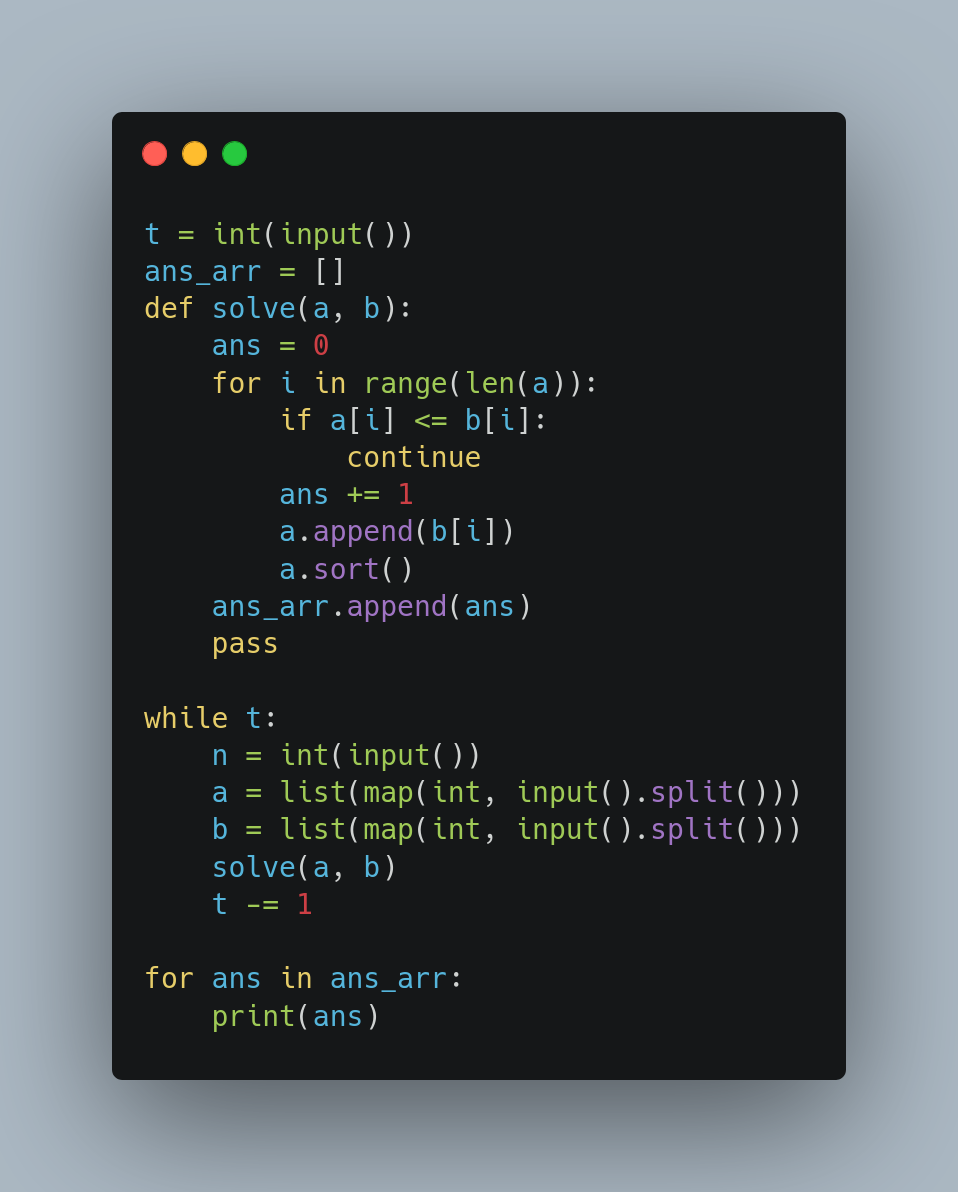 t = int(input())
ans_arr = []
def solve(a, b):
    ans = 0
    for i in range(len(a)):
        if a[i] <= b[i]:
            continue
        ans += 1
        a.append(b[i])
        a.sort()
    ans_arr.append(ans)
    pass

while t:
    n = int(input())
    a = list(map(int, input().split()))
    b = list(map(int, input().split()))
    solve(a, b)
    t -= 1

for ans in ans_arr:
    print(ans)